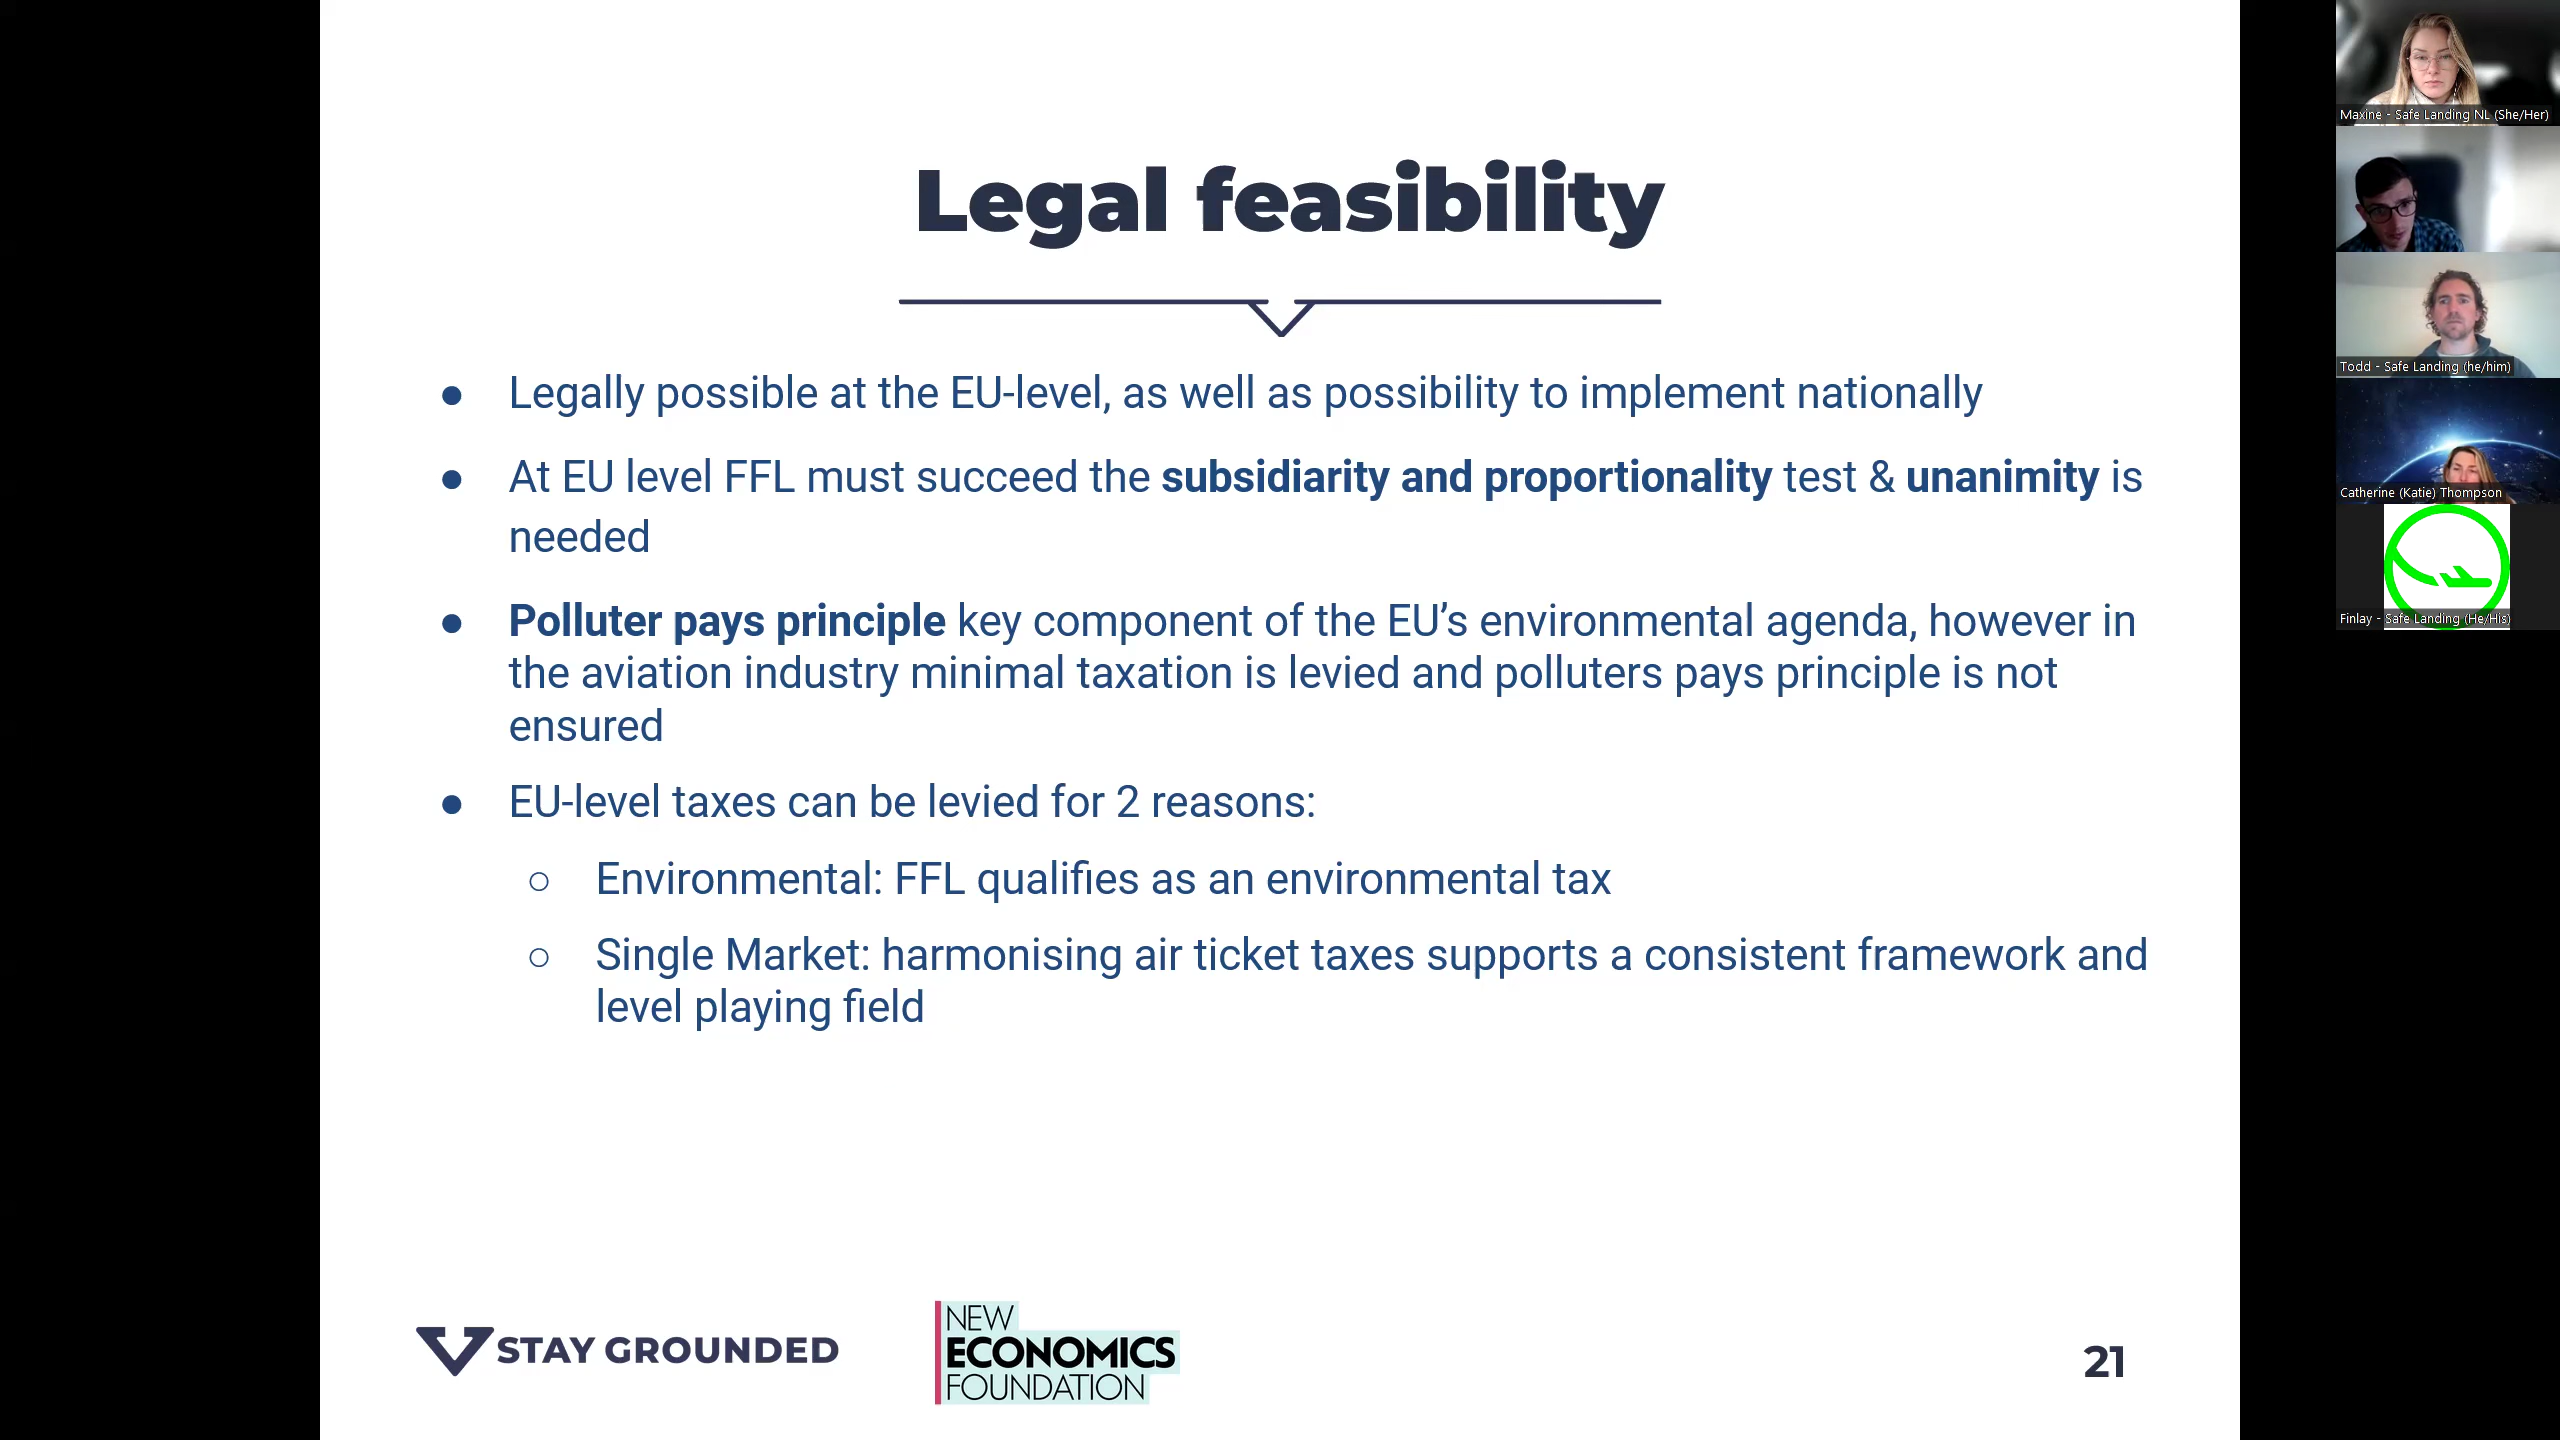 Legal feasibility
● Legally possible at the EU-level, as well as possibility to implement nationally
● At EU level FFL must succeed the subsidiarity and proportionality test & unanimity is
needed
● Polluter pays principle key component of the EU’s environmental agenda, however in
the aviation industry minimal taxation is levied and polluters pays principle is not
ensured
● EU-level taxes can be levied for 2 reasons:
○ Environmental: FFL qualifies as an environmental tax
○ Single Market: harmonising air ticket taxes supports a consistent framework and
level playing field
STAY GROUNDED
NEW
ECONOMICS
FOUNDATION
21
Maxine - Safe Landing NL (She/Her)
Todd - Safe Landing (he/him)
Catherine (Katie) Thompson
Finlay - Safe Landing (He/His)